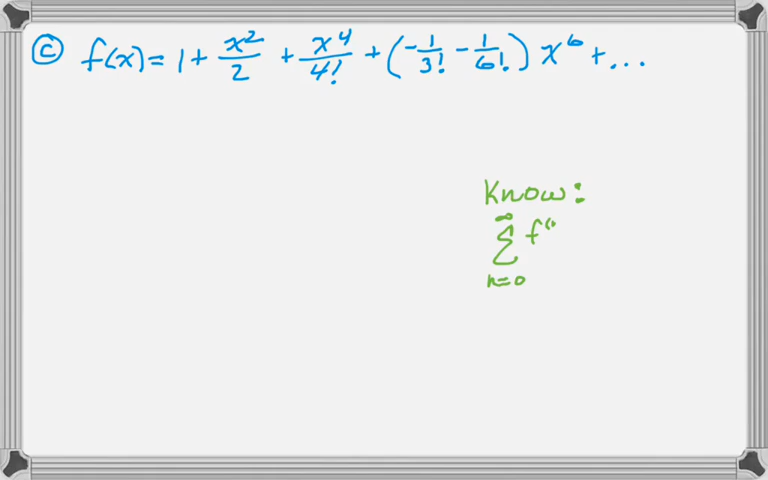 ⓒ f(x) = 1 + x²/2 + x⁴/4! + (-1/3! - 1/6!) x⁶ + ...
Know:
∞
Σ f⁽ⁿ
n=0